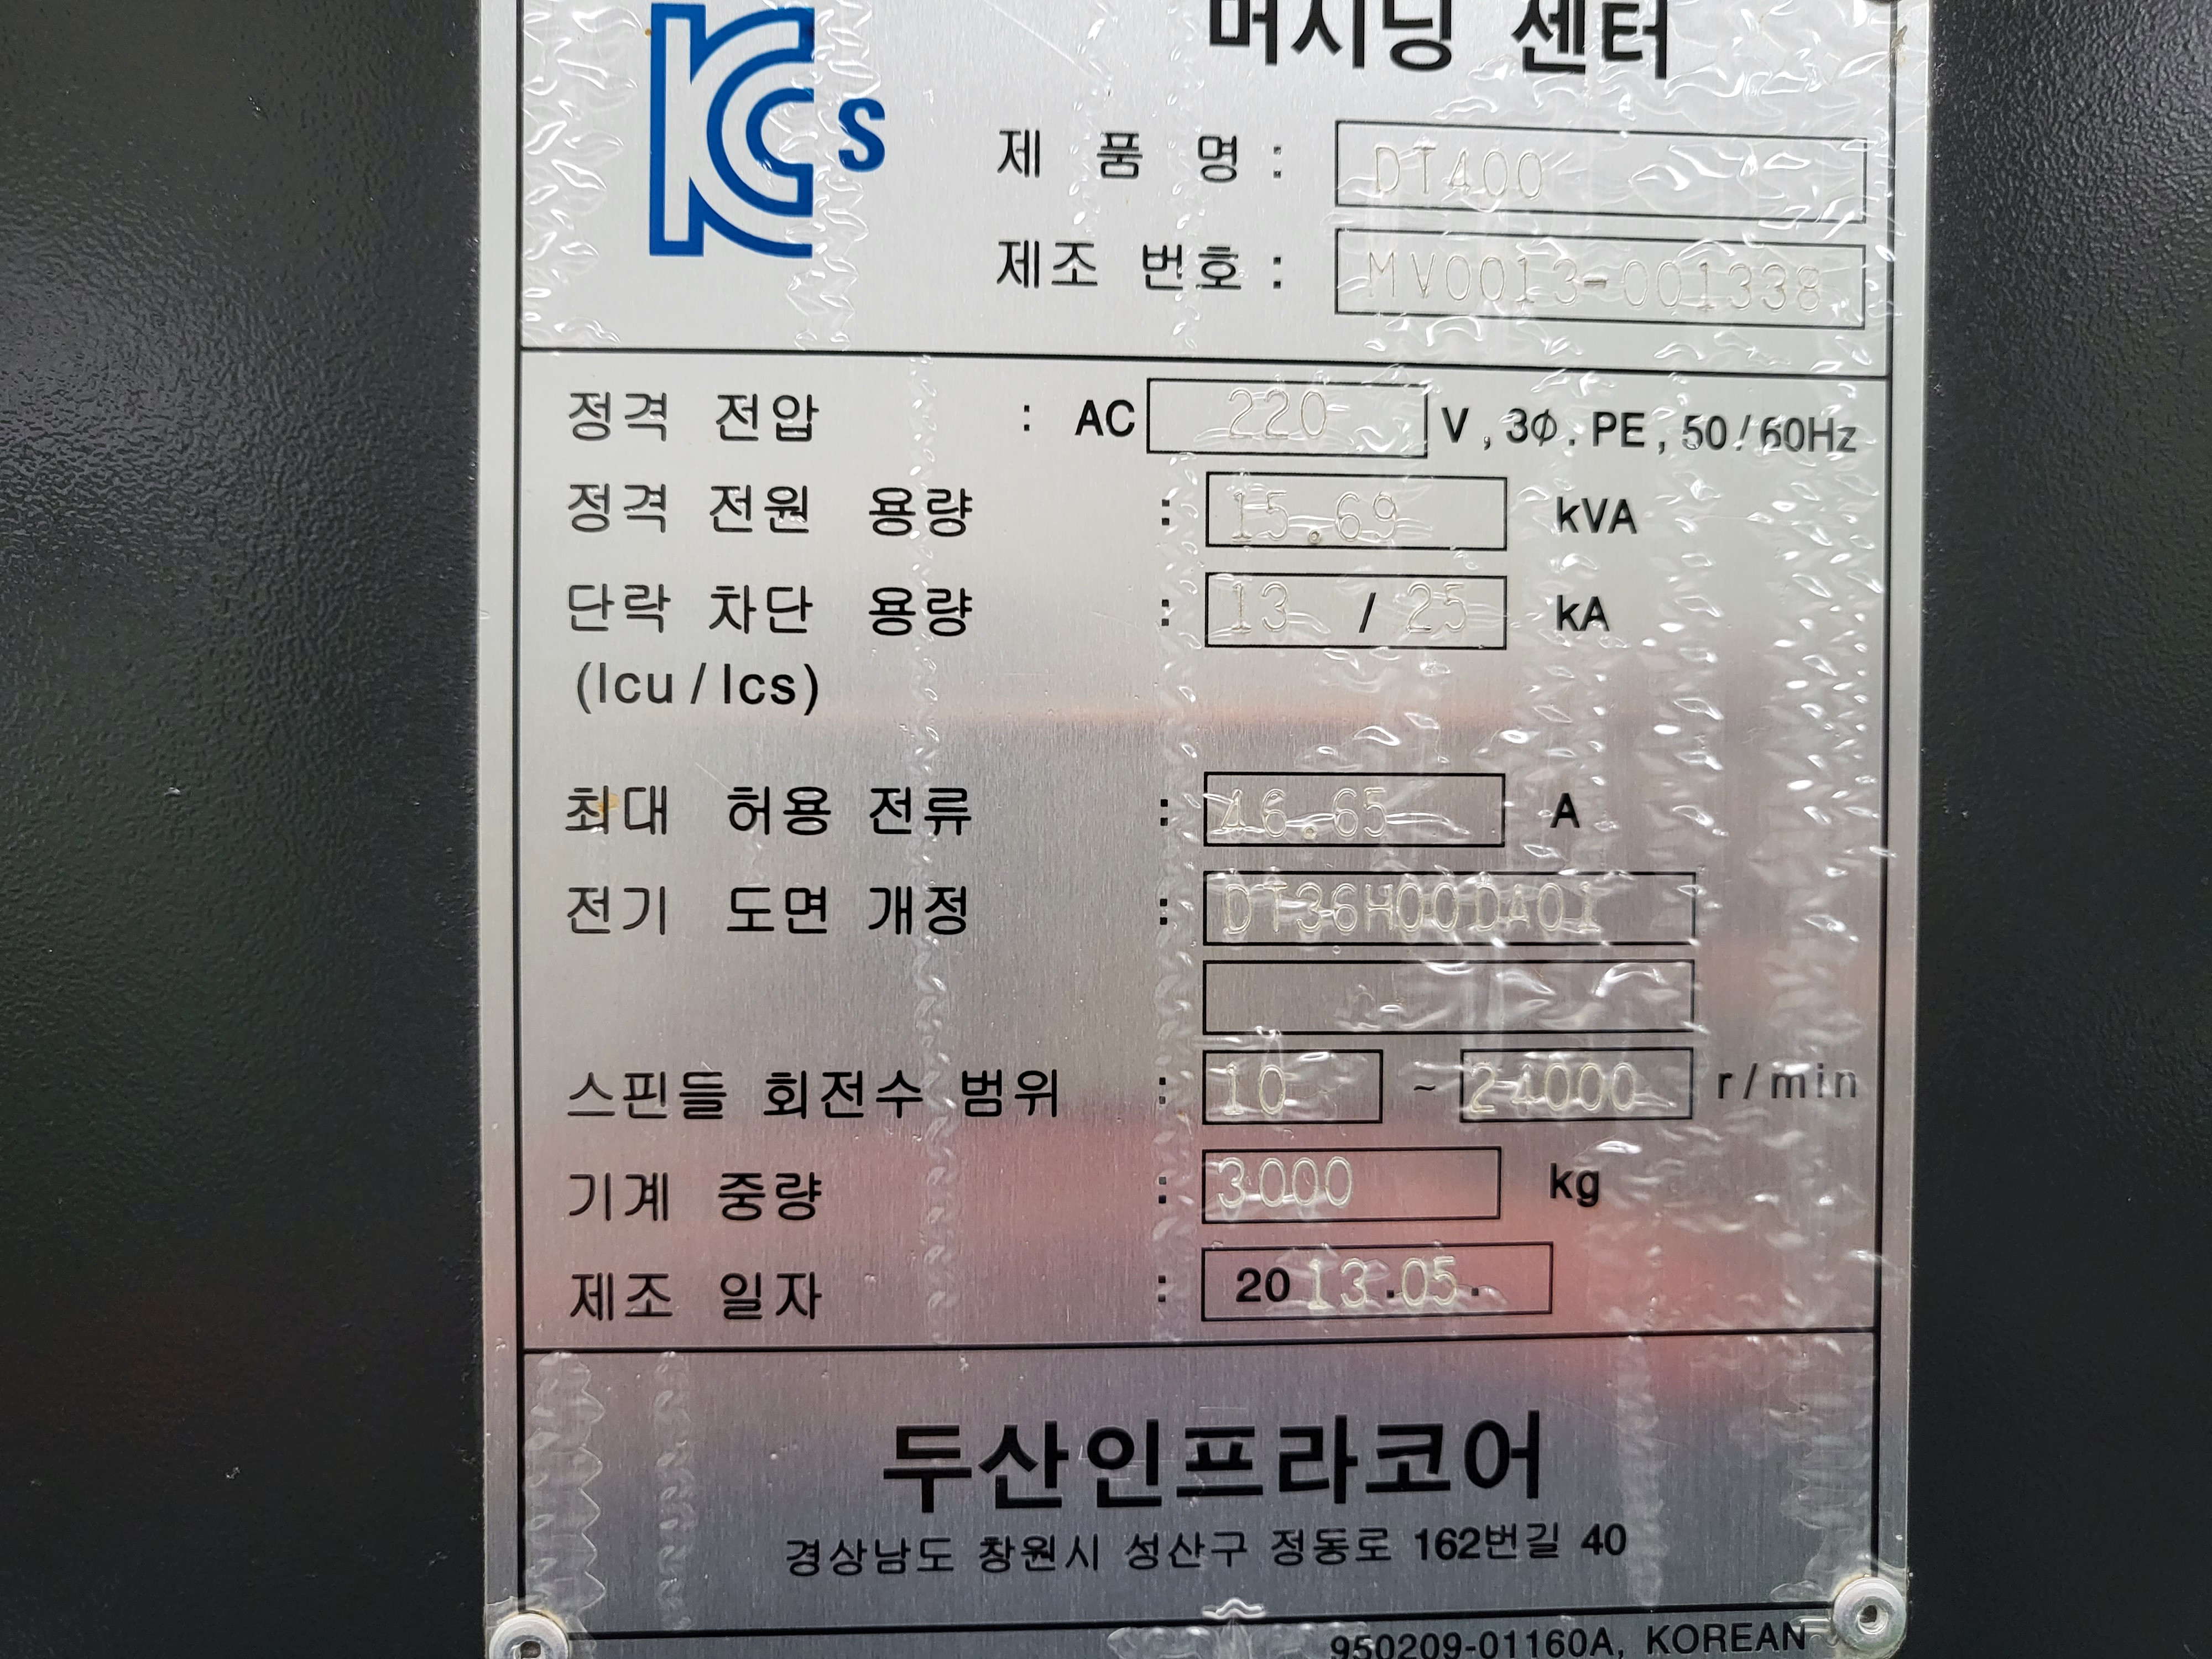 머시닝 센터
KCs
제 품 명 : DT400
제조 번호 : MV0013-001338
정격 전압 : AC 220 V , 3Φ . PE , 50 / 60Hz
정격 전원 용량 : 15.69 kVA
단락 차단 용량 : 13 / 25 kA
(Icu / Ics)
최대 허용 전류 : 46.65 A
전기 도면 개정 : DT36H00DA01
-
스핀들 회전수 범위 : 10 ~ 24000 r/min
기계 중량 : 3000 kg
제조 일자 : 2013.05.
두산인프라코어
경상남도 창원시 성산구 정동로 162번길 40
950209-01160A, KOREAN